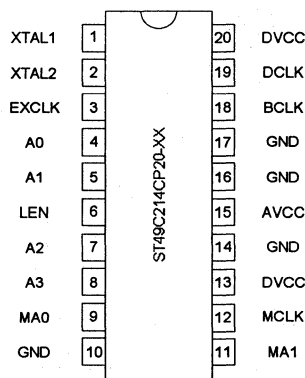 XTAL1 1 20 DVCC
XTAL2 2 19 DCLK
EXCLK 3 18 BCLK
A0 4 17 GND
A1 5 16 GND
LEN 6 15 AVCC
A2 7 14 GND
A3 8 13 DVCC
MA0 9 12 MCLK
GND 10 11 MA1
ST49C214CP20-XX